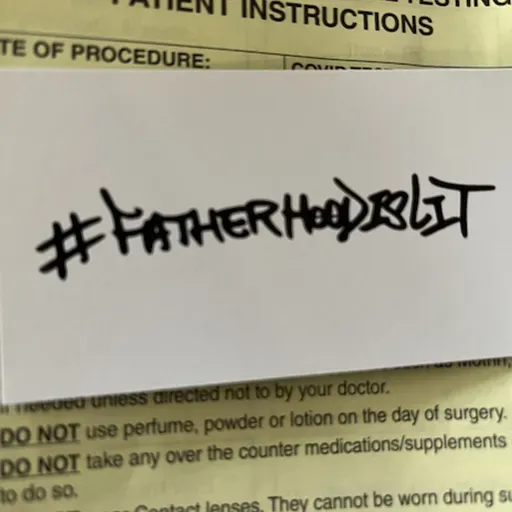 PATIENT INSTRUCTIONS
TE OF PROCEDURE:
#FATHERHOODISLIT
needed unless directed not to by your doctor.
DO NOT use perfume, powder or lotion on the day of surgery.
DO NOT take any over the counter medications/supplements
to do so.
Contact lenses. They cannot be worn during su